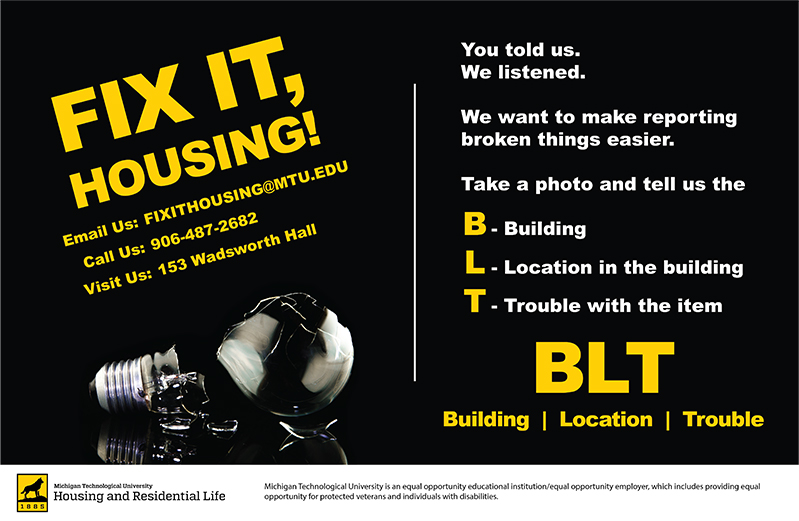 FIX IT,
HOUSING!
Email Us: FIXITHOUSING@MTU.EDU
Call Us: 906-487-2682
Visit Us: 153 Wadsworth Hall
You told us.
We listened.
We want to make reporting
broken things easier.
Take a photo and tell us the
B - Building
L - Location in the building
T - Trouble with the item
BLT
Building | Location | Trouble
1885
Michigan Technological University
Housing and Residential Life
Michigan Technological University is an equal opportunity educational institution/equal opportunity employer, which includes providing equal
opportunity for protected veterans and individuals with disabilities.